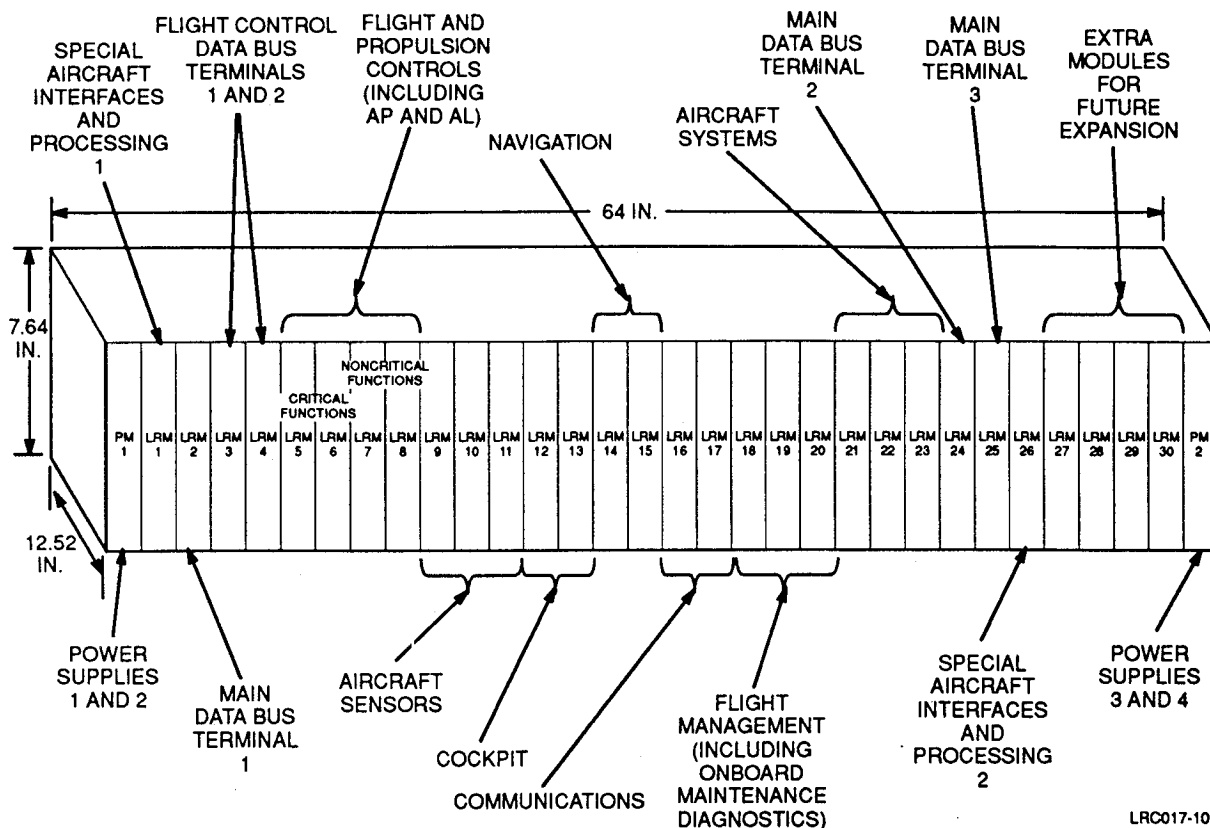 SPECIAL
AIRCRAFT
INTERFACES
AND
PROCESSING
1
FLIGHT CONTROL
DATA BUS
TERMINALS
1 AND 2
FLIGHT AND
PROPULSION
CONTROLS
(INCLUDING
AP AND AL)
NAVIGATION
AIRCRAFT
SYSTEMS
MAIN
DATA BUS
TERMINAL
2
MAIN
DATA BUS
TERMINAL
3
EXTRA
MODULES
FOR
FUTURE
EXPANSION
64 IN.
7.64
IN.
12.52
IN.
NONCRITICAL
FUNCTIONS
CRITICAL
FUNCTIONS
PM LRM LRM LRM LRM LRM LRM LRM LRM LRM LRM LRM LRM LRM LRM LRM LRM LRM LRM LRM LRM LRM LRM LRM LRM LRM LRM LRM LRM LRM LRM PM
1 1 2 3 4 5 6 7 8 9 10 11 12 13 14 15 16 17 18 19 20 21 22 23 24 25 26 27 28 29 30 2
POWER
SUPPLIES
1 AND 2
MAIN
DATA BUS
TERMINAL
1
AIRCRAFT
SENSORS
COCKPIT
COMMUNICATIONS
FLIGHT
MANAGEMENT
(INCLUDING
ONBOARD
MAINTENANCE
DIAGNOSTICS)
SPECIAL
AIRCRAFT
INTERFACES
AND
PROCESSING
2
POWER
SUPPLIES
3 AND 4
LRC017-10